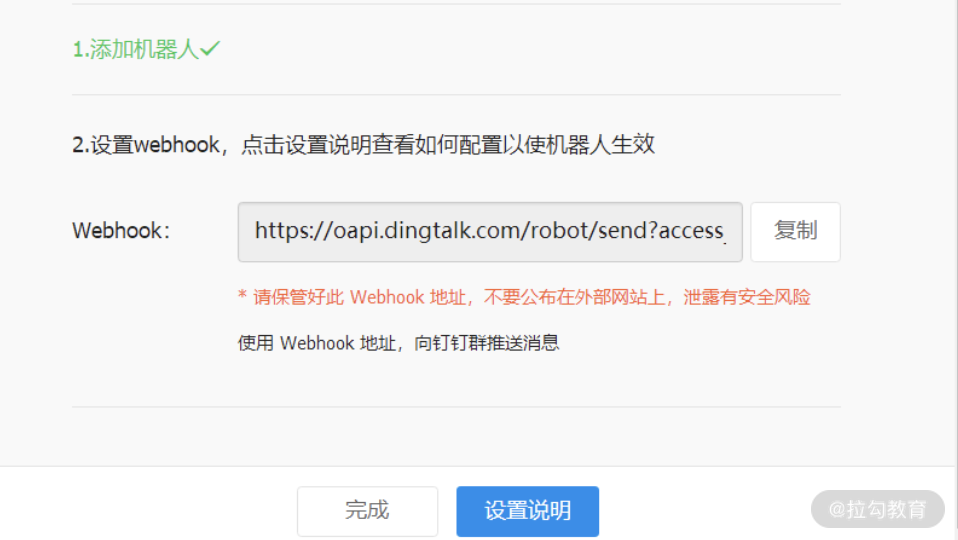 1.添加机器人✓
2.设置webhook，点击设置说明查看如何配置以使机器人生效
Webhook：
https://oapi.dingtalk.com/robot/send?access_
复制
* 请保管好此 Webhook 地址，不要公布在外部网站上，泄露有安全风险
使用 Webhook 地址，向钉钉群推送消息
完成
设置说明
@拉勾教育